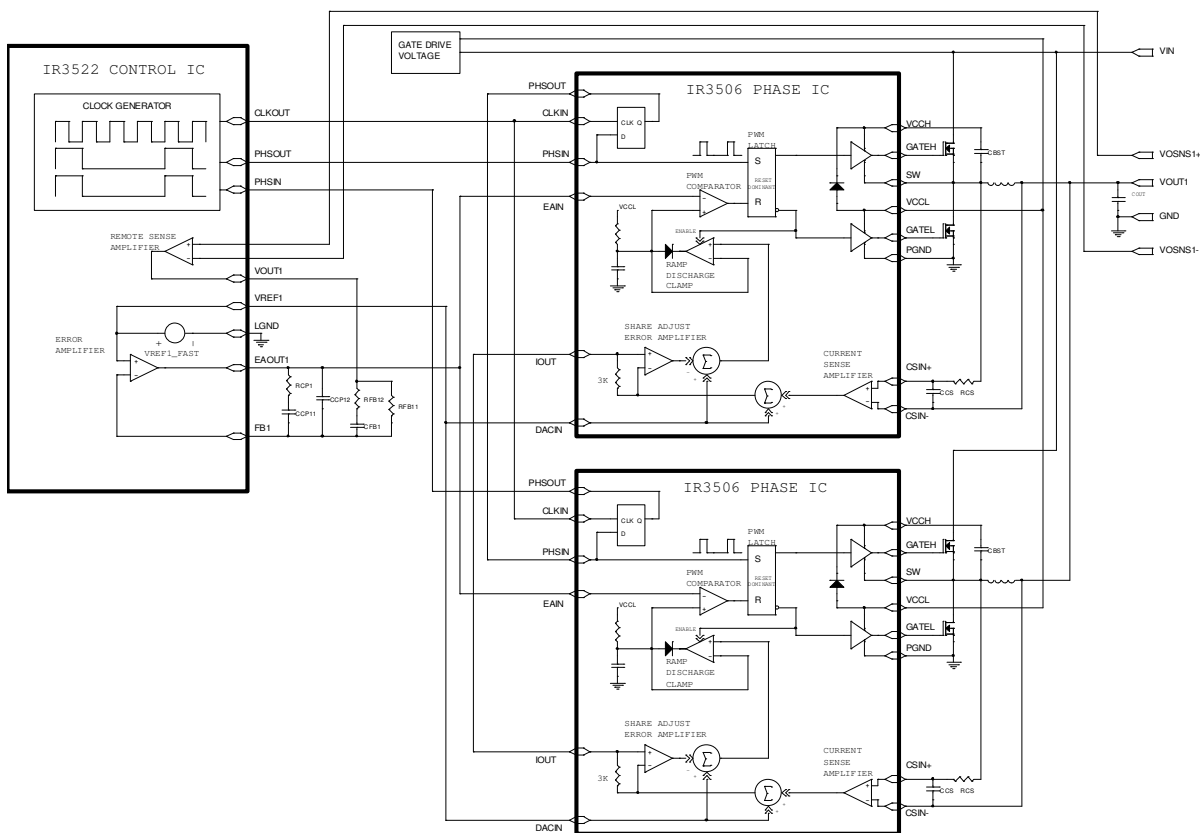 IR3522 CONTROL IC
CLOCK GENERATOR
CLKOUT
PHSOUT
PHSIN
REMOTE SENSE
AMPLIFIER
VOUT1
VREF1
LGND
VREF1_FAST
ERROR
AMPLIFIER
EAOUT1
FB1
RCP1
CCP11
CCP12
RFB12
CFB1
RFB11
GATE DRIVE
VOLTAGE
VIN
VOSNS1+
VOUT1
COUT
GND
VOSNS1-
IR3506 PHASE IC
PHSOUT
CLKIN
PHSIN
EAIN
IOUT
DACIN
CLK Q
D
PWM
LATCH
S
RESET
DOMINANT
R
PWM
COMPARATOR
VCCL
ENABLE
RAMP
DISCHARGE
CLAMP
SHARE ADJUST
ERROR AMPLIFIER
3K
Σ
Σ
CURRENT
SENSE
AMPLIFIER
VCCH
GATEH
SW
VCCL
GATEL
PGND
CBST
CSIN+
CCS
RCS
CSIN-
IR3506 PHASE IC
PHSOUT
CLKIN
PHSIN
EAIN
IOUT
DACIN
CLK Q
D
PWM
LATCH
S
RESET
DOMINANT
R
PWM
COMPARATOR
VCCL
ENABLE
RAMP
DISCHARGE
CLAMP
SHARE ADJUST
ERROR AMPLIFIER
3K
Σ
Σ
CURRENT
SENSE
AMPLIFIER
VCCH
GATEH
SW
VCCL
GATEL
PGND
CBST
CSIN+
CCS
RCS
CSIN-